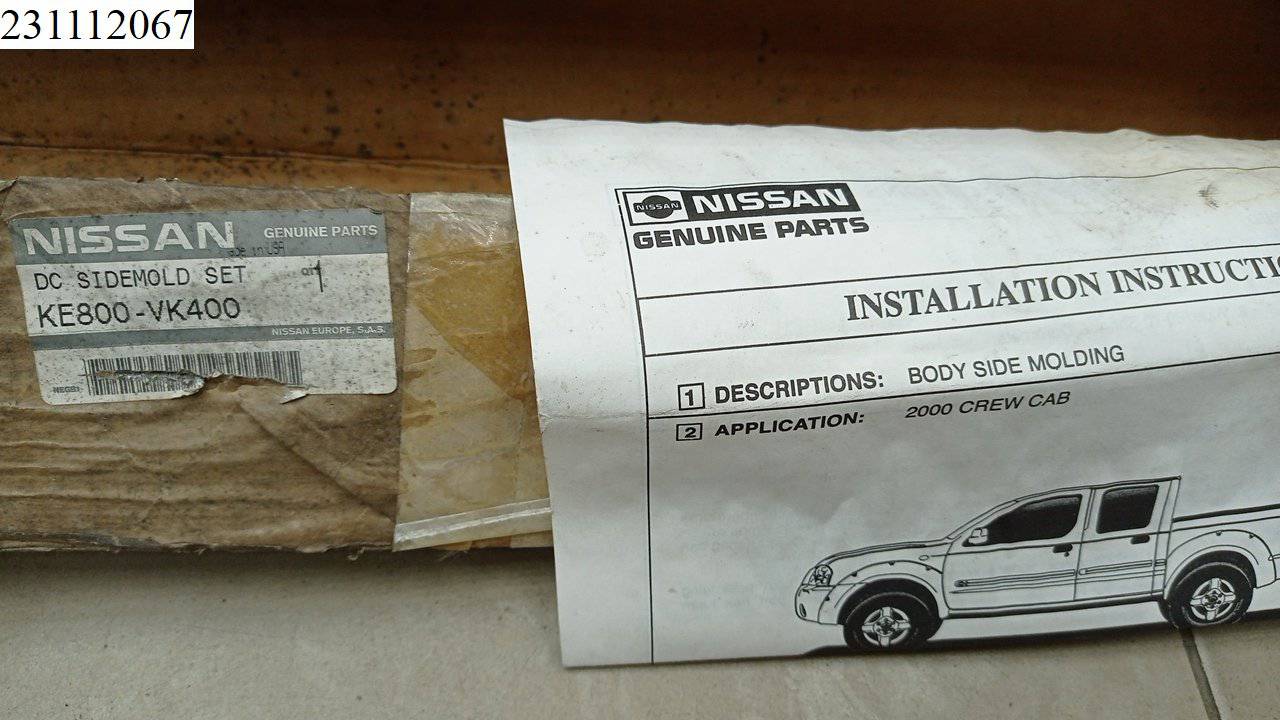 231112067
NISSAN GENUINE PARTS
Made in USA
DC SIDEMOLD SET QTY 1
KE800-VK400
NISSAN EUROPE, S.A.S.
NISSAN NISSAN
GENUINE PARTS
INSTALLATION INSTRUCTIO
1 DESCRIPTIONS: BODY SIDE MOLDING
2 APPLICATION: 2000 CREW CAB